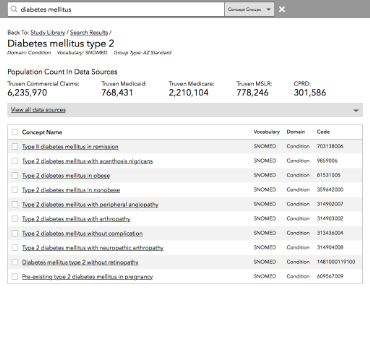 diabetes mellitus Concept Groups
Back To: Study Library / Search Results /
Diabetes mellitus type 2
Domain: Condition Vocabulary: SNOMED Group Type: AZ Standard
Population Count In Data Sources
Truven Commercial Claims: Truven Medicaid: Truven Medicare: Truven MSLR: CPRD:
6,235,970 768,431 2,210,104 778,246 301,586
View all data sources
Concept Name Vocabulary Domain Code
Type II diabetes mellitus in remission SNOMED Condition 703138006
Type 2 diabetes mellitus with acanthosis nigricans SNOMED Condition 9859006
Type 2 diabetes mellitus in obese SNOMED Condition 81531005
Type 2 diabetes mellitus in nonobese SNOMED Condition 359642000
Type 2 diabetes mellitus with peripheral angiopathy SNOMED Condition 314902007
Type 2 diabetes mellitus with arthropathy SNOMED Condition 314903002
Type 2 diabetes mellitus without complication SNOMED Condition 313436004
Type 2 diabetes mellitus with neuropathic arthropathy SNOMED Condition 314904008
Diabetes mellitus type 2 without retinopathy SNOMED Condition 1481000119100
Pre-existing type 2 diabetes mellitus in pregnancy SNOMED Condition 609567009